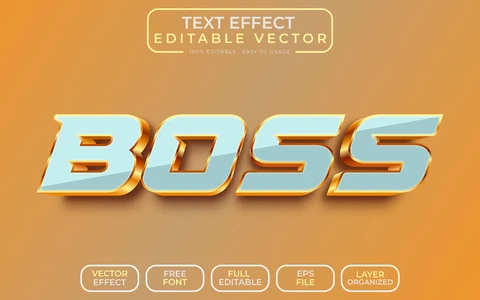 TEXT EFFECT
EDITABLE VECTOR
100% EDITABLE - EASY TO USAGE
BOSS
VECTOR
EFFECT
FREE
FONT
FULL
EDITABLE
EPS
FILE
LAYER
ORGANIZED